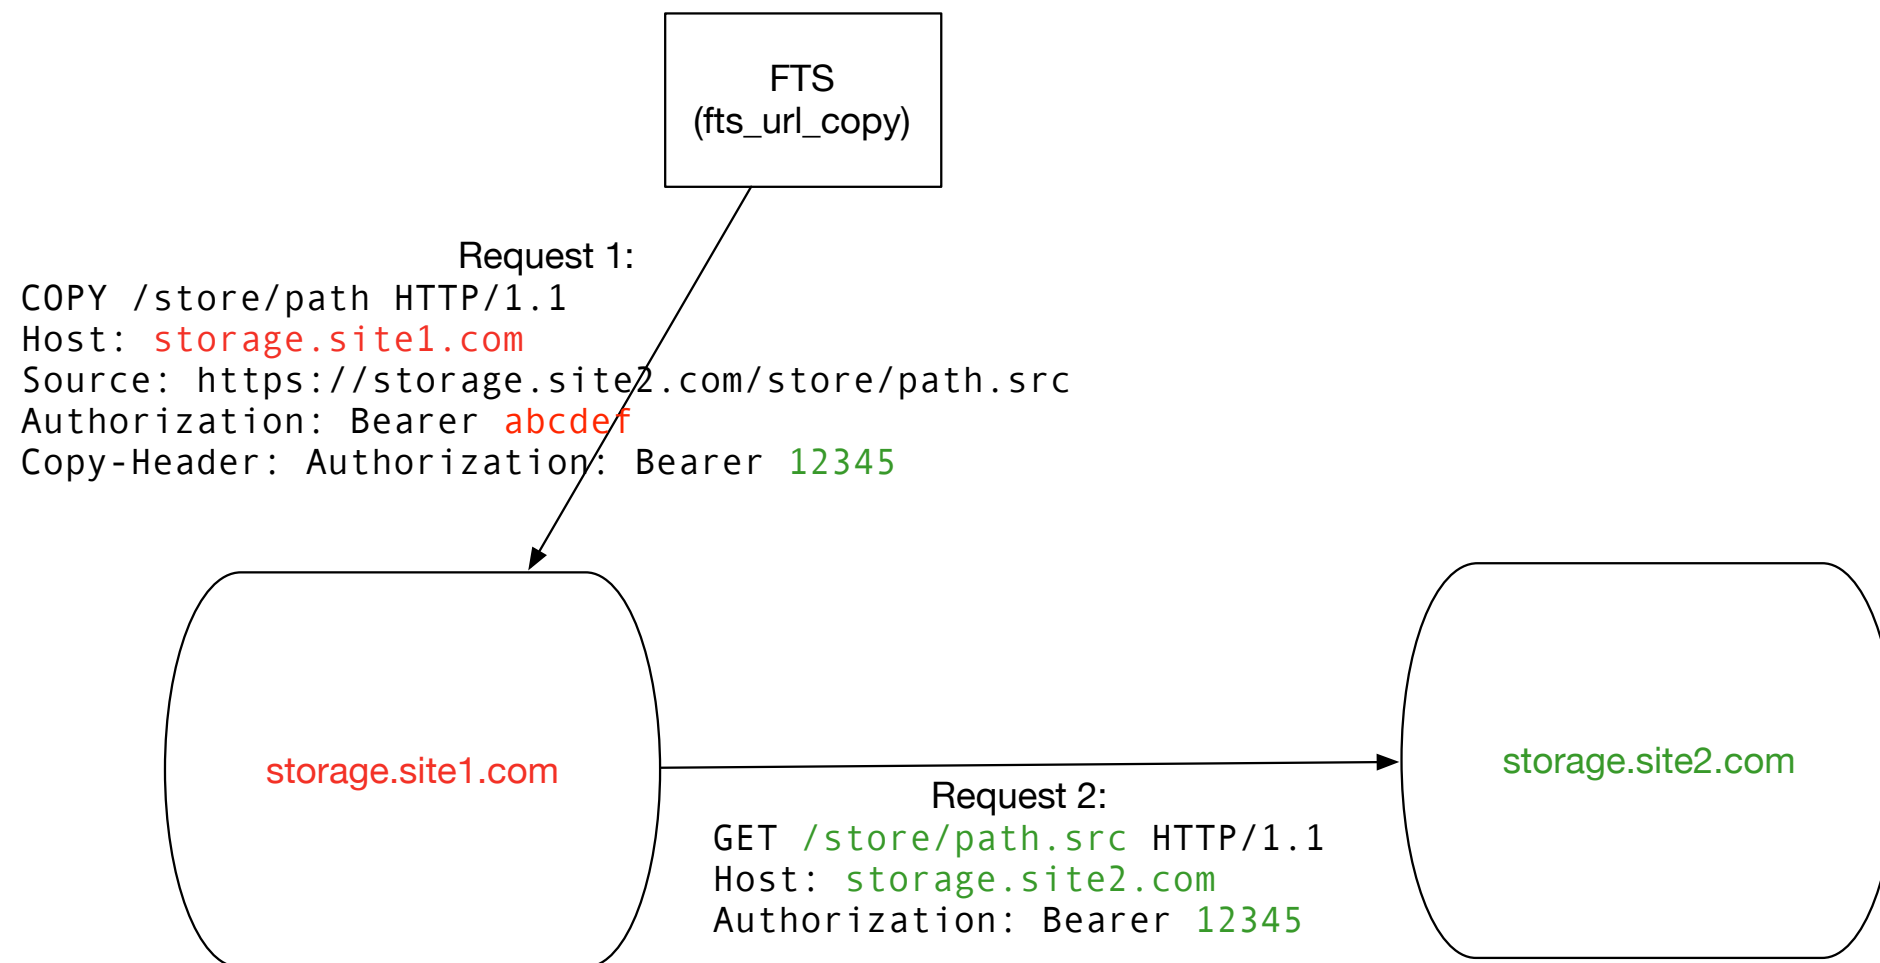 FTS
(fts_url_copy)
Request 1:
COPY /store/path HTTP/1.1
Host: storage.site1.com
Source: https://storage.site2.com/store/path.src
Authorization: Bearer abcdef
Copy-Header: Authorization: Bearer 12345
storage.site1.com
storage.site2.com
Request 2:
GET /store/path.src HTTP/1.1
Host: storage.site2.com
Authorization: Bearer 12345